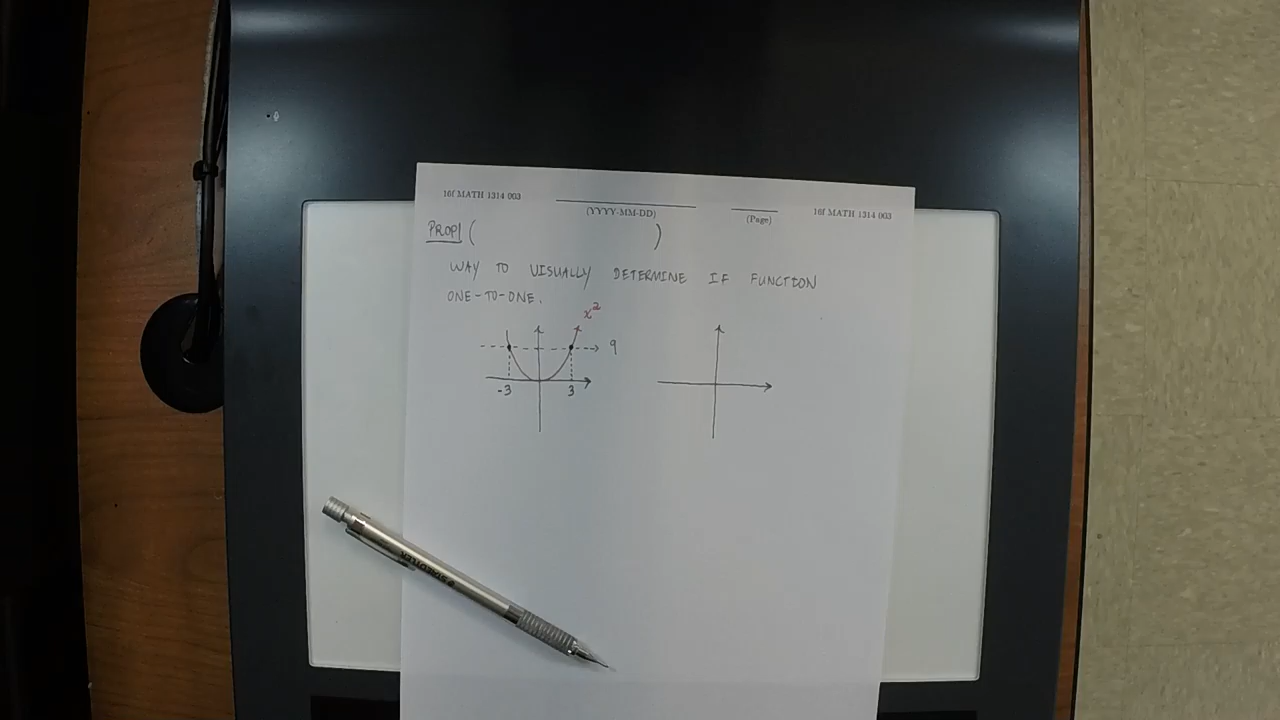 16f MATH 1314 003 (YYYY-MM-DD) (Page) 16f MATH 1314 003
PROP| ( )
WAY TO VISUALLY DETERMINE IF FUNCTION
ONE-TO-ONE.
x²
9
-3 3
STAEDTLER